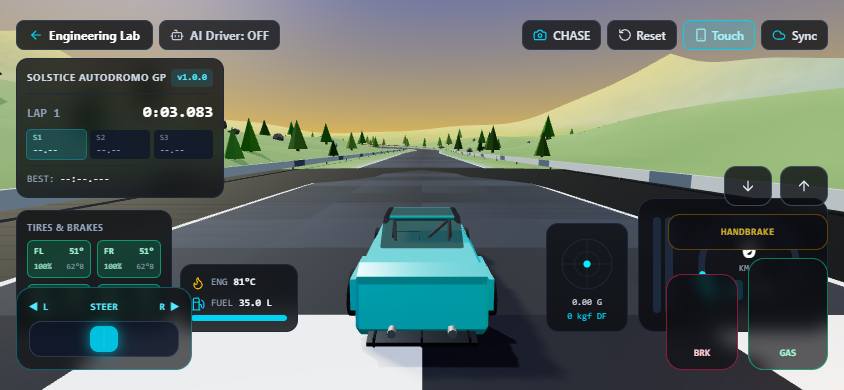 Engineering Lab
AI Driver: OFF
CHASE
Reset
Touch
Sync
SOLSTICE AUTODROMO GP v1.0.0
LAP 1 0:03.083
S1 S2 S3
--.-- --.-- --.--
BEST: --:--.---
TIRES & BRAKES
FL 51° FR 51°
100% 62°B 100% 62°B
◀ L STEER R ▶
ENG 81°C
FUEL 35.0 L
0.00 G
0 kgf DF
↓ ↑
HANDBRAKE
BRK
GAS